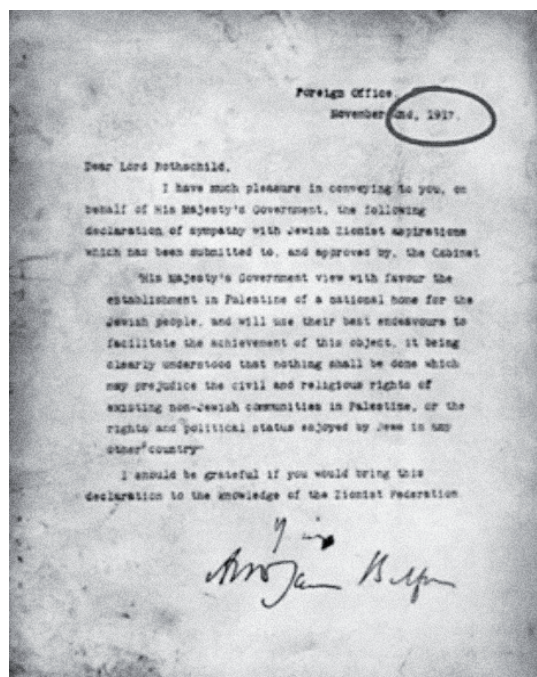 Foreign Office,
November 2nd, 1917.
Dear Lord Rothschild,
I have much pleasure in conveying to you, on
behalf of His Majesty's Government, the following
declaration of sympathy with Jewish Zionist aspirations
which has been submitted to, and approved by, the Cabinet
"His Majesty's Government view with favour the
establishment in Palestine of a national home for the
Jewish people, and will use their best endeavours to
facilitate the achievement of this object, it being
clearly understood that nothing shall be done which
may prejudice the civil and religious rights of
existing non-Jewish communities in Palestine, or the
rights and political status enjoyed by Jews in any
other country"
I should be grateful if you would bring this
declaration to the knowledge of the Zionist Federation
Arthur James Balfour